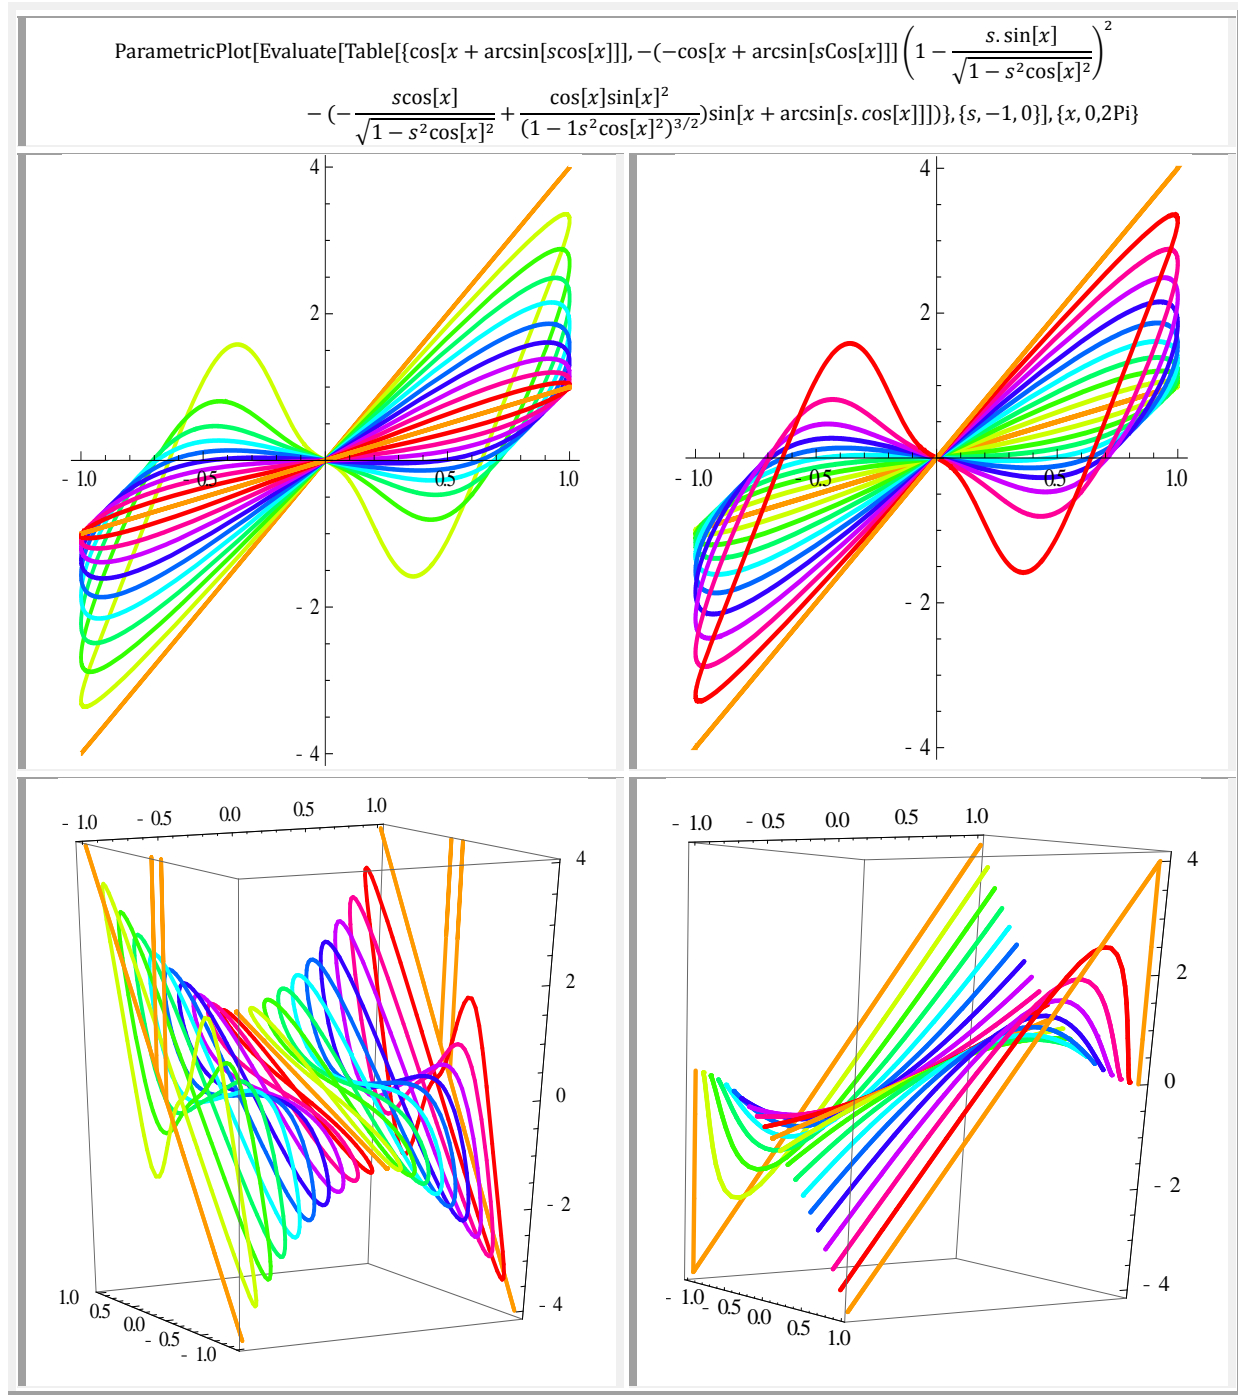 ParametricPlot[Evaluate[Table[{cos[x + arcsin[scos[x]]], −(−cos[x + arcsin[sCos[x]]] (1 − s. sin[x] / √(1 − s²cos[x]²))²
− (− scos[x] / √(1 − s²cos[x]²) + cos[x]sin[x]² / (1 − 1s²cos[x]²)^3/2)sin[x + arcsin[s. cos[x]]])}, {s, −1, 0}], {x, 0,2Pi}
4
2
- 1.0 - 0.5 0.5 1.0
- 2
- 4
4
2
- 1.0 - 0.5 0.5 1.0
- 2
- 4
- 1.0 - 0.5 0.0 0.5 1.0
4
2
0
- 2
- 4
1.0 0.5 0.0 - 0.5 - 1.0
- 1.0 - 0.5 0.0 0.5 1.0
4
2
0
- 2
- 4
- 1.0 - 0.5 0.0 0.5 1.0